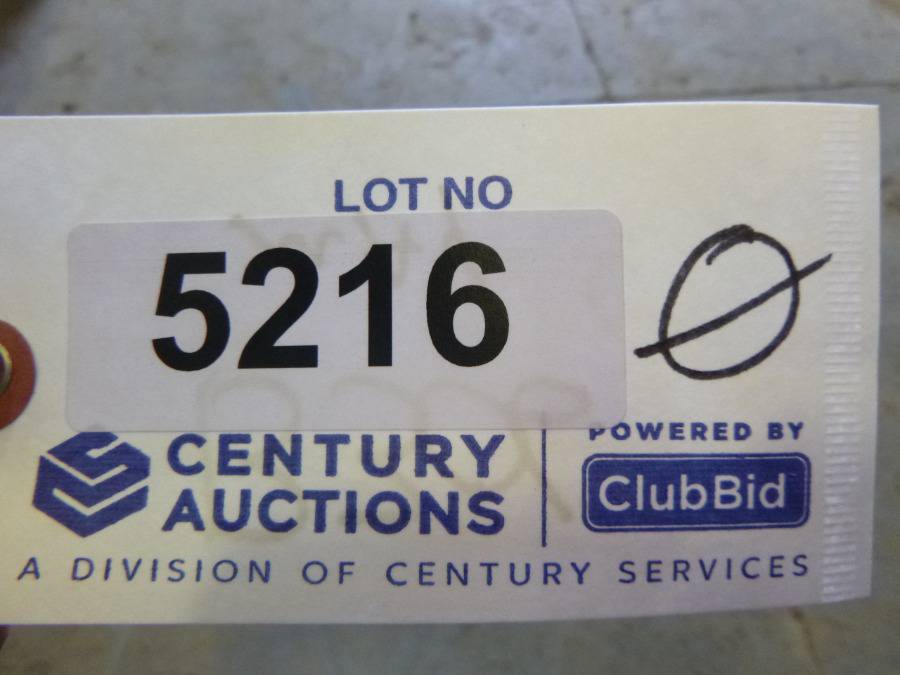 LOT NO
5216 Ø
CENTURY
AUCTIONS
POWERED BY
ClubBid
A DIVISION OF CENTURY SERVICES